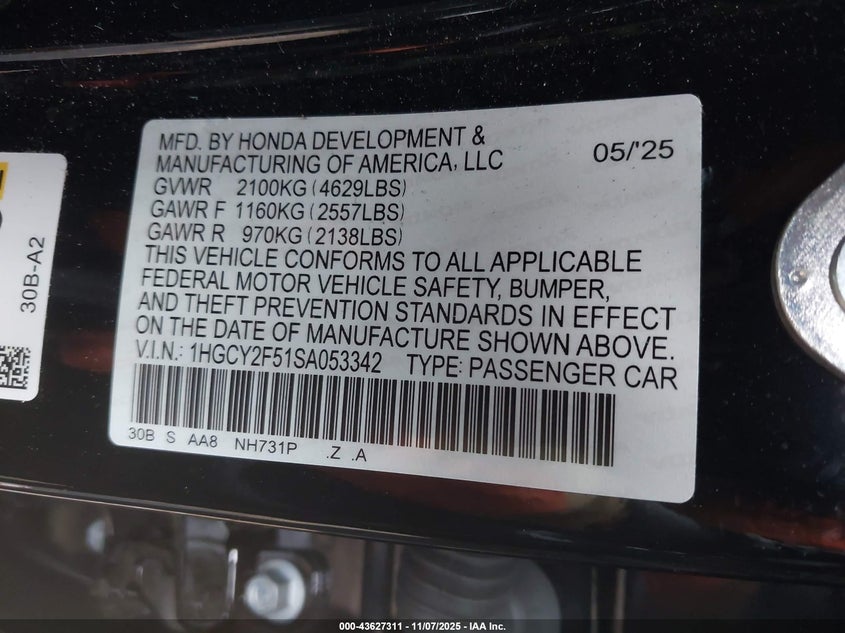 MFD. BY HONDA DEVELOPMENT &
MANUFACTURING OF AMERICA, LLC
05/'25
GVWR 2100KG (4629LBS)
GAWR F 1160KG (2557LBS)
GAWR R 970KG (2138LBS)
THIS VEHICLE CONFORMS TO ALL APPLICABLE
FEDERAL MOTOR VEHICLE SAFETY, BUMPER,
AND THEFT PREVENTION STANDARDS IN EFFECT
ON THE DATE OF MANUFACTURE SHOWN ABOVE.
V.I.N.: 1HGCY2F51SA053342 TYPE: PASSENGER CAR
30B S AA8 NH731P .Z .A
30B-A2
000-43627311 - 11/07/2025 - IAA Inc.